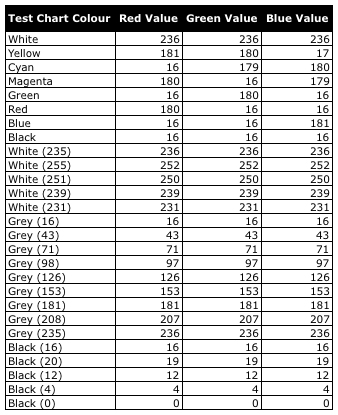 Test Chart Colour Red Value Green Value Blue Value
White 236 236 236
Yellow 181 180 17
Cyan 16 179 180
Magenta 180 16 179
Green 16 180 16
Red 180 16 16
Blue 16 16 181
Black 16 16 16
White (235) 236 236 236
White (255) 252 252 252
White (251) 250 250 250
White (239) 239 239 239
White (231) 231 231 231
Grey (16) 16 16 16
Grey (43) 43 43 43
Grey (71) 71 71 71
Grey (98) 97 97 97
Grey (126) 126 126 126
Grey (153) 153 153 153
Grey (181) 181 181 181
Grey (208) 207 207 207
Grey (235) 236 236 236
Black (16) 16 16 16
Black (20) 19 19 19
Black (12) 12 12 12
Black (4) 4 4 4
Black (0) 0 0 0